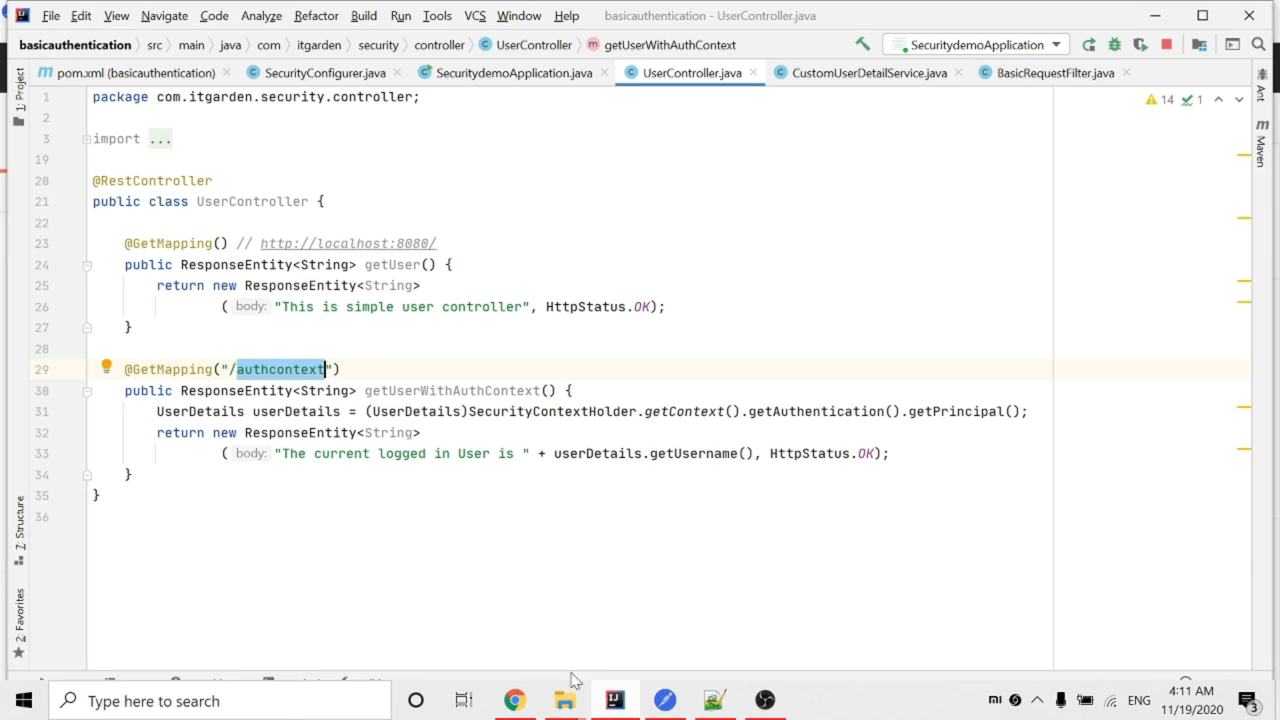 File Edit View Navigate Code Analyze Refactor Build Run Tools VCS Window Help basicauthentication - UserController.java
basicauthentication src main java com itgarden security controller UserController getUserWithAuthContext SecuritydemoApplication
pom.xml (basicauthentication) SecurityConfigurer.java SecuritydemoApplication.java UserController.java CustomUserDetailService.java BasicRequestFilter.java
1: Project
Ant
Maven
14 1
1 package com.itgarden.security.controller;
2
3 import ...
19
20 @RestController
21 public class UserController {
22
23 @GetMapping() // http://localhost:8080/
24 public ResponseEntity<String> getUser() {
25 return new ResponseEntity<String>
26 ( body: "This is simple user controller", HttpStatus.OK);
27 }
28
29 @GetMapping("/authcontext")
30 public ResponseEntity<String> getUserWithAuthContext() {
31 UserDetails userDetails = (UserDetails)SecurityContextHolder.getContext().getAuthentication().getPrincipal();
32 return new ResponseEntity<String>
33 ( body: "The current logged in User is " + userDetails.getUsername(), HttpStatus.OK);
34 }
35 }
36
7: Structure
2: Favorites
Type here to search
ENG
4:11 AM
11/19/2020
3